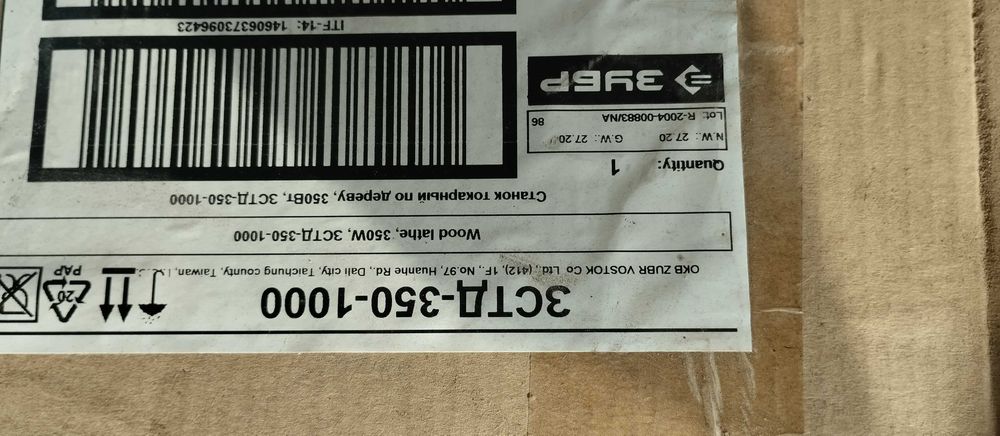 ЗСТД-350-1000
OKB ZUBR VOSTOK Co Ltd., (412), 1F, No.97, Huanhe Rd., Dali city, Taichung county, Taiwan,
20
PAP
Wood lathe, 350W, ЗСТД-350-1000
Станок токарный по дереву, 350Вт, ЗСТД-350-1000
Quantity: 1
N.W.: 27.20 G.W.: 27.20
Lot: R-2004-00883/NA 86
ЗУБР
ITF-14: 14606373096423